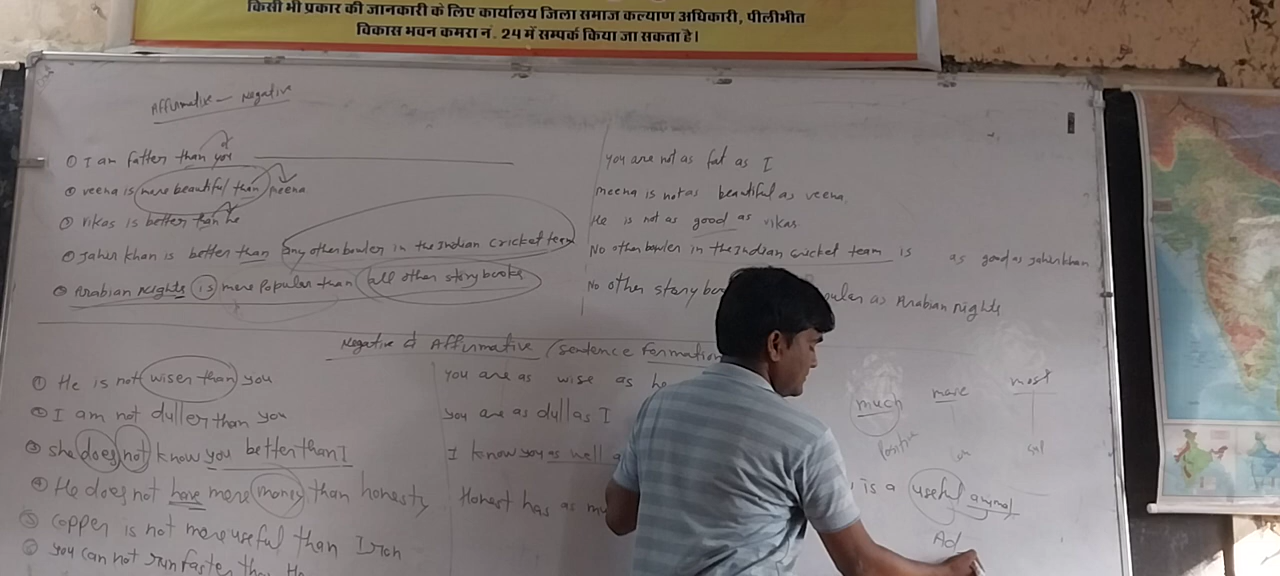 किसी भी प्रकार की जानकारी के लिए कार्यालय जिला समाज कल्याण अधिकारी, पीलीभीत
विकास भवन कमरा नं. 24 में सम्पर्क किया जा सकता है।
Affirmative - Negative
① I am fatter than you
You are not as fat as I
② veena is more beautiful than meena
meena is not as beautiful as veena.
③ vikas is better than he
He is not as good as vikas.
④ Jahir khan is better than any other bowler in the Indian cricket team
No other bowler in the Indian cricket team is as good as Jahir khan
⑤ Arabian Nights is more Popular than all other story books
No other story as Arabian Nights
Negative & Affirmative (Sentence Formation
① He is not wiser than you
you are as wise as he
② I am not duller than you
you are as dull as I
③ she does not know you better than I
I know you as well
④ He does not have more money than honesty
Honest has as
⑤ Copper is not more useful than Iron
⑥ you can not run faster than He
much more most
Positive
is a useful animal
Ad